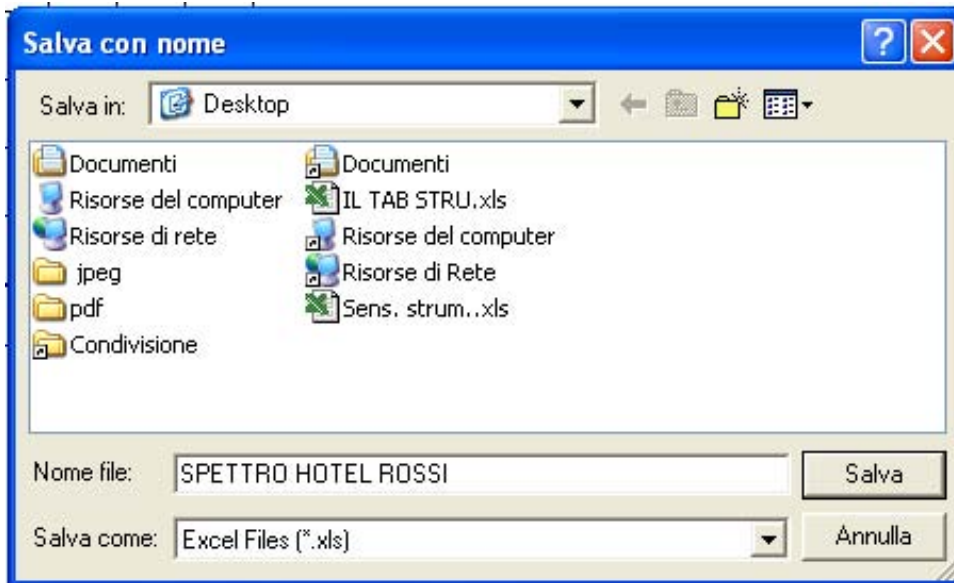 Salva con nome
Salva in: Desktop
Documenti
Risorse del computer
Risorse di rete
jpeg
pdf
Condivisione
Documenti
IL TAB STRU.xls
Risorse del computer
Risorse di Rete
Sens. strum..xls
Nome file: SPETTRO HOTEL ROSSI
Salva
Salva come: Excel Files (*.xls)
Annulla